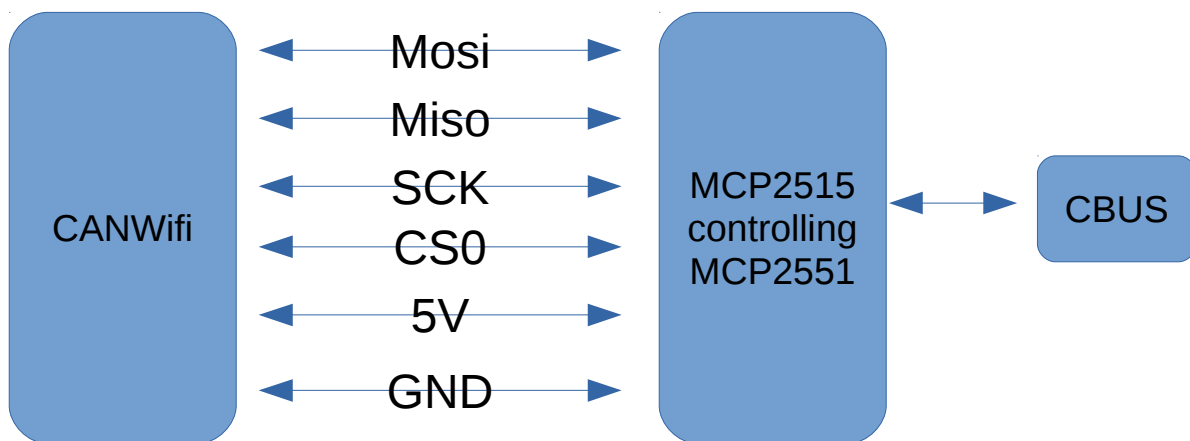 CANWifi
Mosi
Miso
SCK
CS0
5V
GND
MCP2515
controlling
MCP2551
CBUS